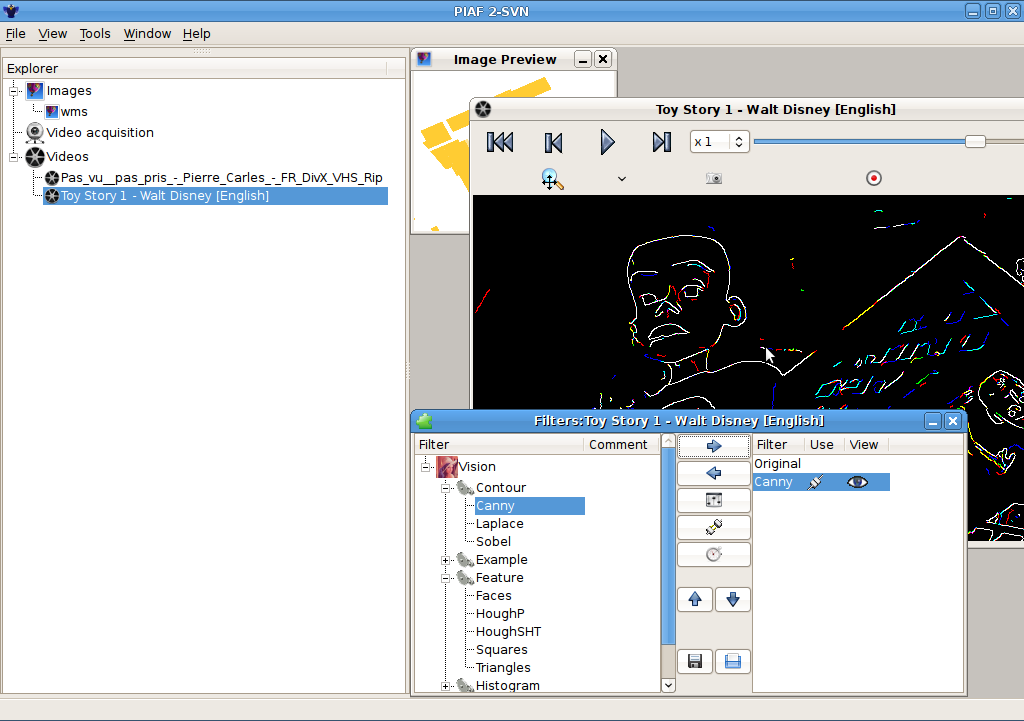 PIAF 2-SVN
File View Tools Window Help
Explorer
Images
wms
Video acquisition
Videos
Pas_vu__pas_pris_-_Pierre_Carles_-_FR_DivX_VHS_Rip
Toy Story 1 - Walt Disney [English]
Image Preview
Toy Story 1 - Walt Disney [English]
x 1
Filters:Toy Story 1 - Walt Disney [English]
Filter Comment
Vision
Contour
Canny
Laplace
Sobel
Example
Feature
Faces
HoughP
HoughSHT
Squares
Triangles
Histogram
Filter Use View
Original
Canny